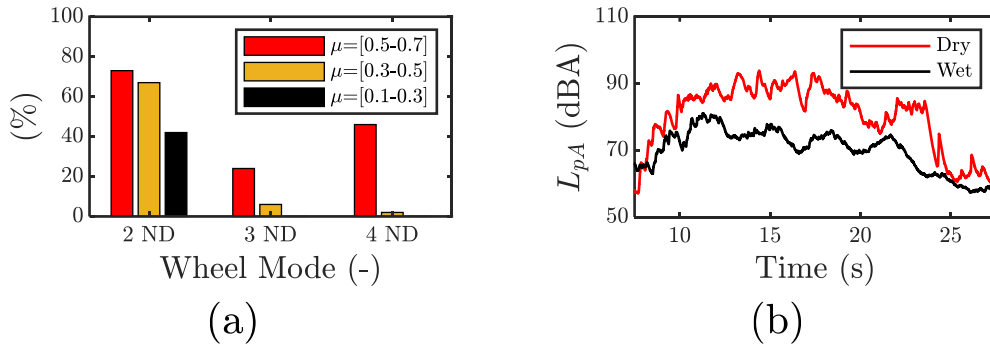 100
80
60
40
20
0
(%)
μ=[0.5-0.7]
μ=[0.3-0.5]
μ=[0.1-0.3]
2 ND 3 ND 4 ND
Wheel Mode (-)
(a)
110
90
70
50
L_{pA} (dBA)
Dry
Wet
10 15 20 25
Time (s)
(b)